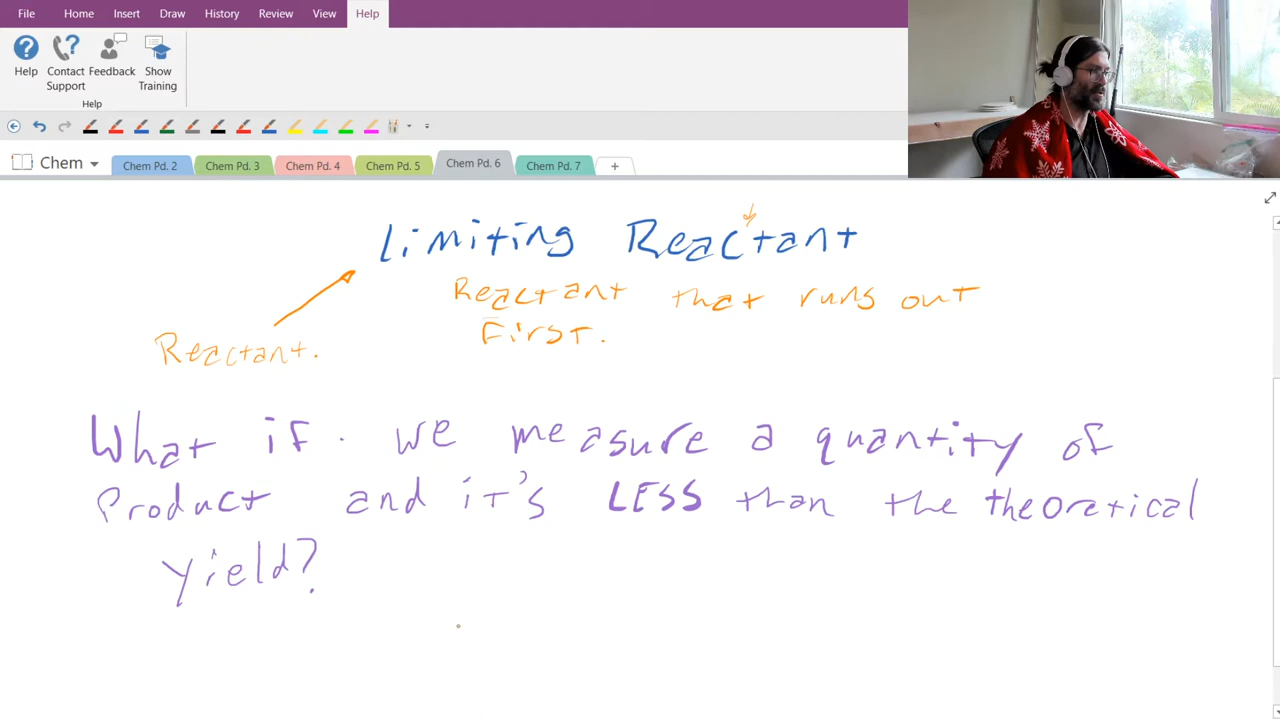 File Home Insert Draw History Review View Help
Help Contact Support Feedback Show Training
Help
Chem Chem Pd. 2 Chem Pd. 3 Chem Pd. 4 Chem Pd. 5 Chem Pd. 6 Chem Pd. 7 +
Limiting Reactant
Reactant that runs out
First.
Reactant.
What if . we measure a quantity of
Product and it's LESS than the theoretical
yield?